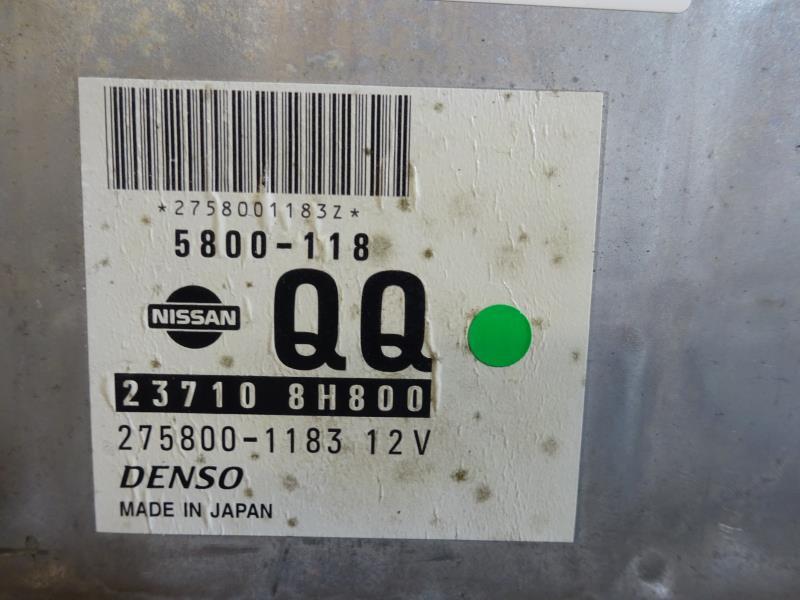 *2758001183Z*
5800-118
NISSAN QQ
23710 8H800
275800-1183 12V
DENSO
MADE IN JAPAN